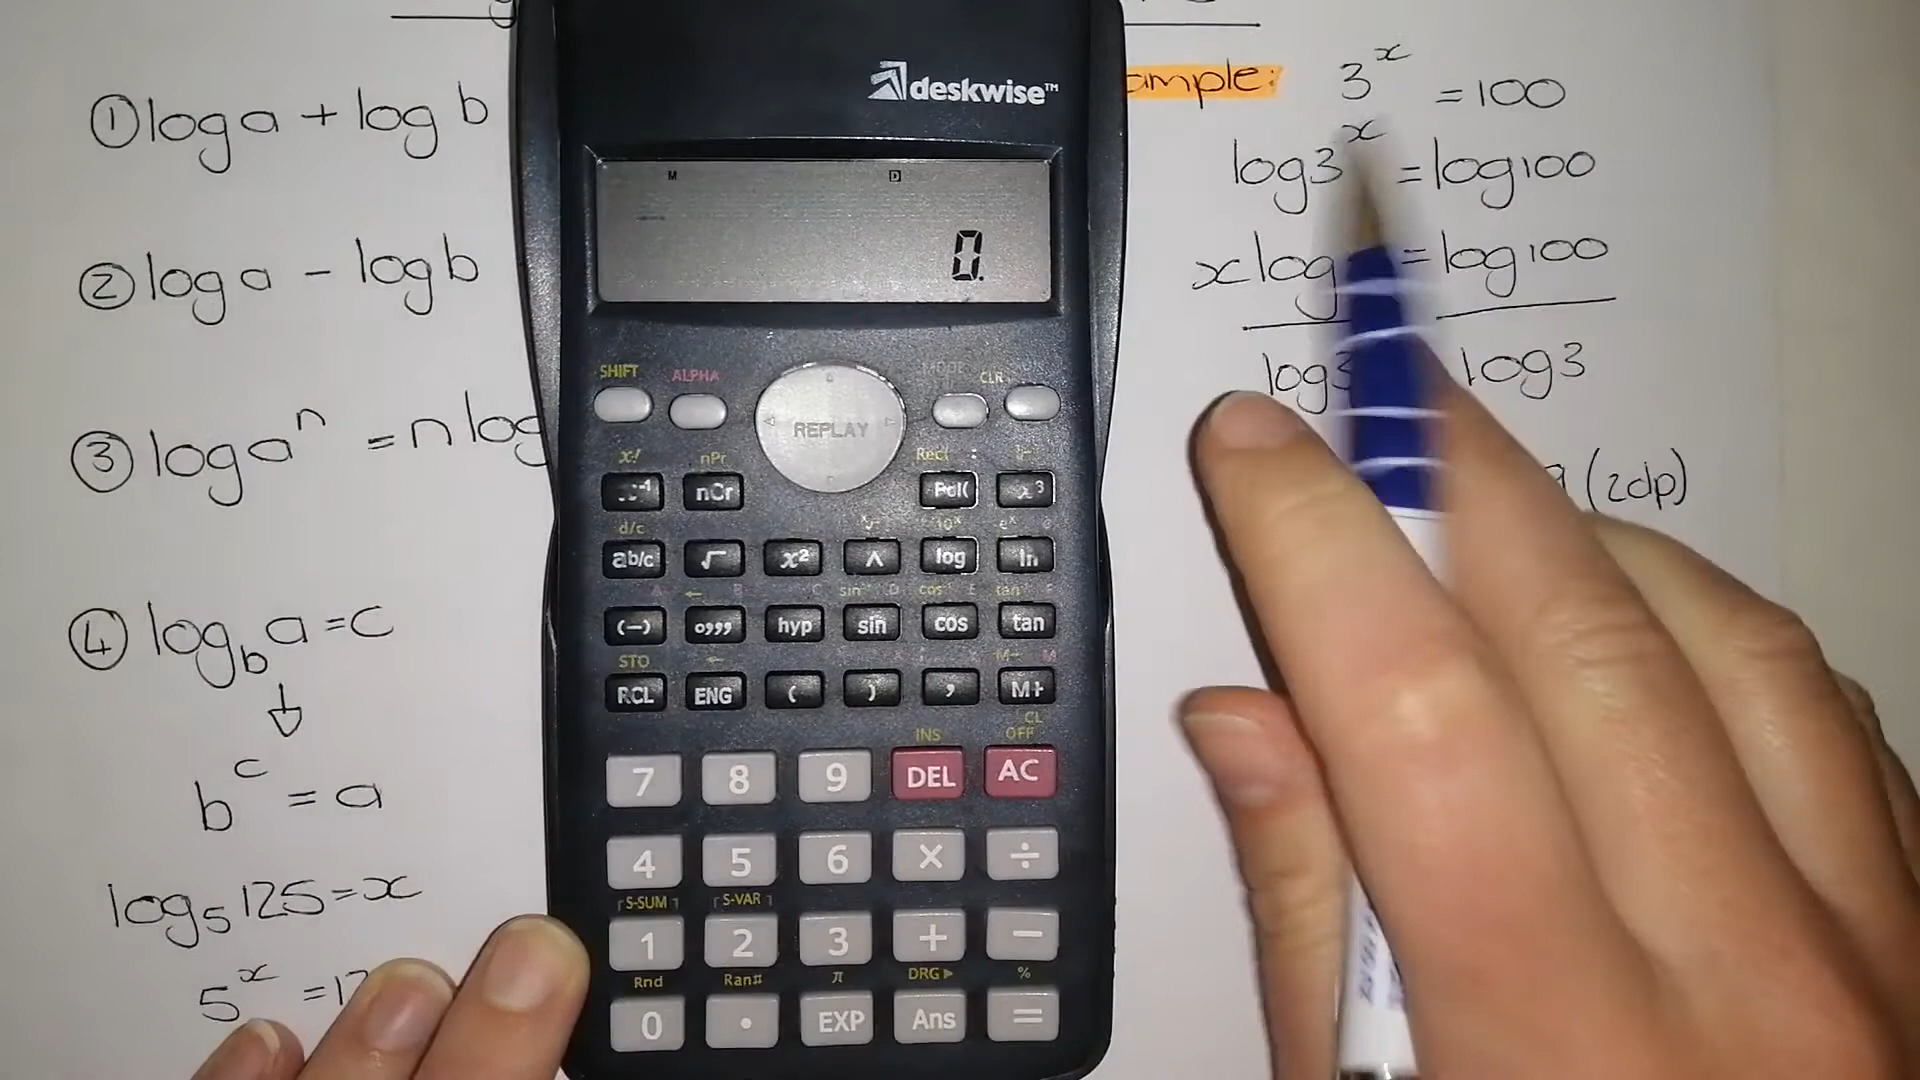 ① log a + log b
② log a - log b
③ log aⁿ = n log
④ log_b a = c
↓
b^c = a
log₅ 125 = x
5^x = 12
deskwise™
M D
0.
SHIFT ALPHA CLR
REPLAY
x! nPr Rec( :
x⁻¹ nCr Pol( x³
d/c 10ˣ eˣ
ab/c √ x² ^ log ln
← B C sin⁻¹ D cos⁻¹ E tan⁻¹ F
(−) o,,, hyp sin cos tan
STO ← M− M
RCL ENG ( ) , M+
CL
INS OFF
7 8 9 DEL AC
4 5 6 × ÷
S-SUM S-VAR
1 2 3 + −
Rnd Ran# π DRG▶ %
0 . EXP Ans =
ample: 3^x = 100
log 3^x = log 100
x log = log 100
log 3 log 3
(2dp)